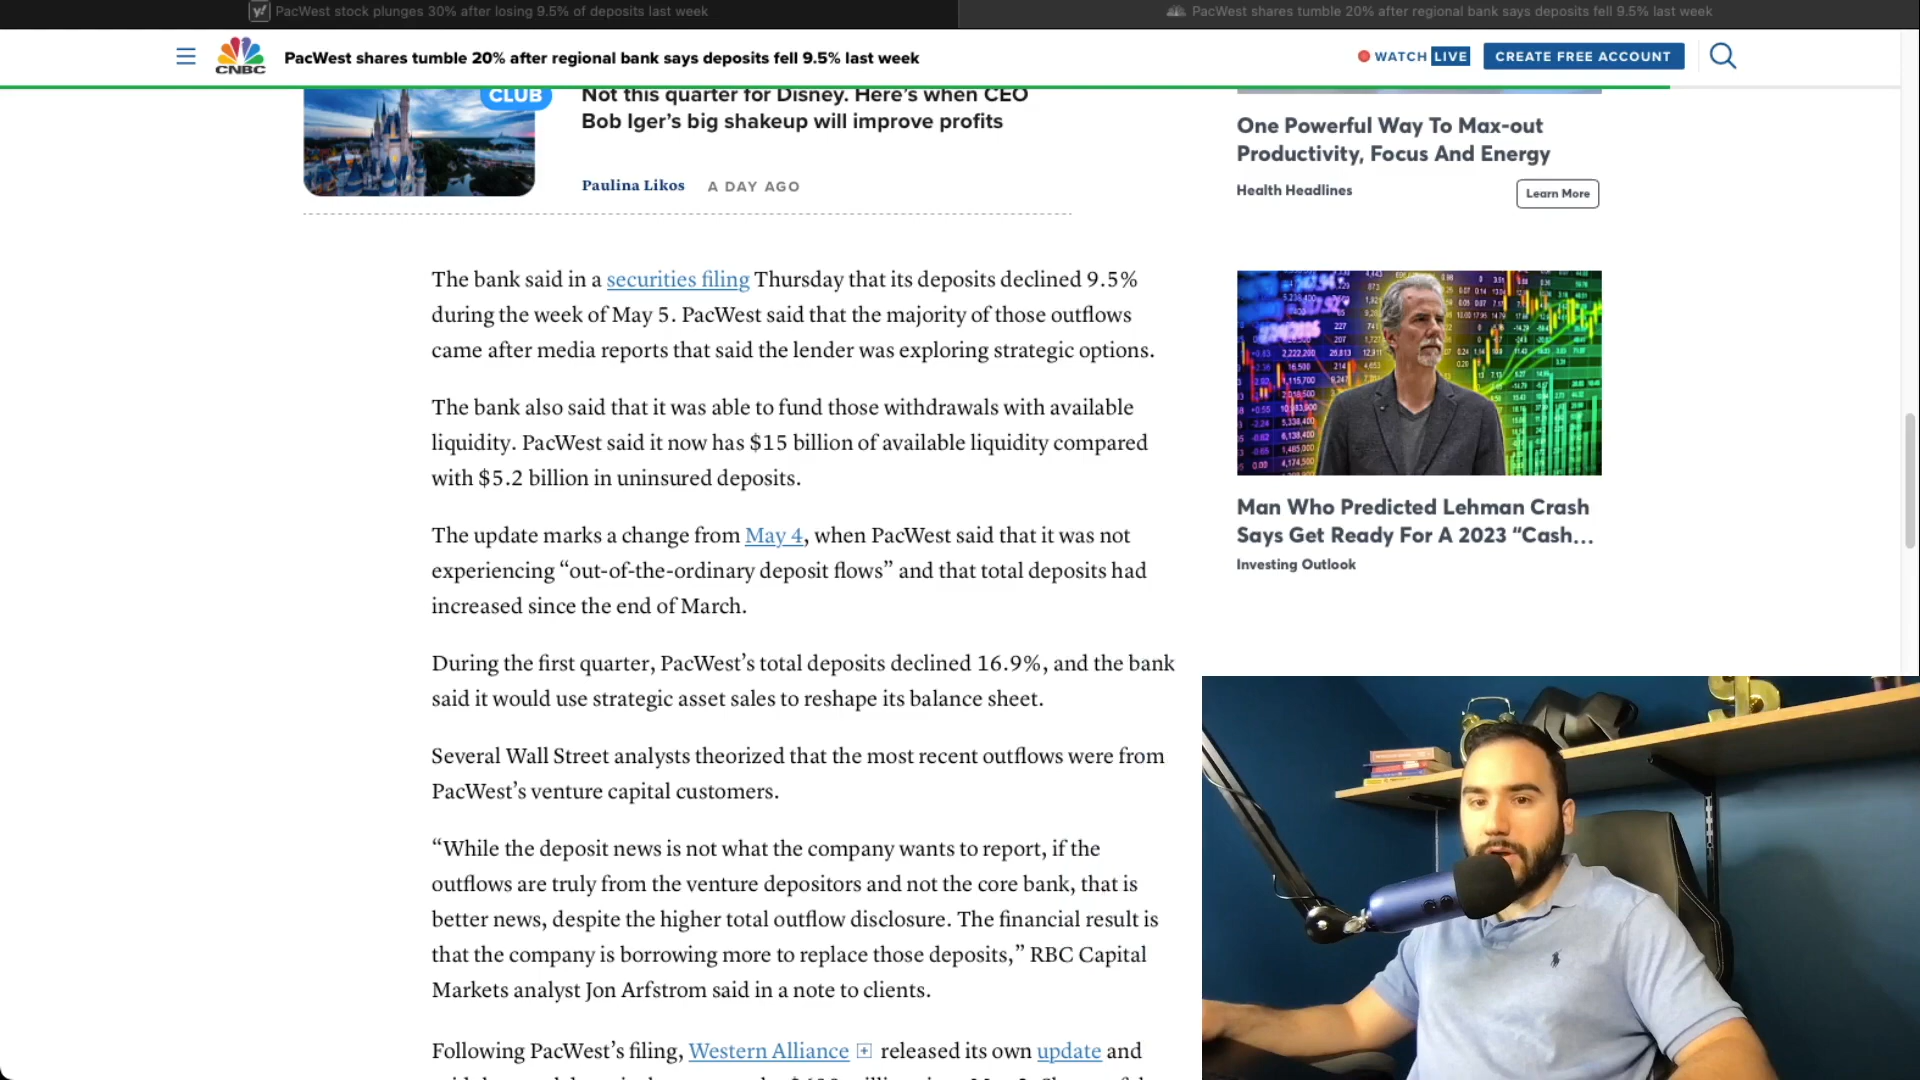 PacWest stock plunges 30% after losing 9.5% of deposits last week
PacWest shares tumble 20% after regional bank says deposits fell 9.5% last week
CNBC
PacWest shares tumble 20% after regional bank says deposits fell 9.5% last week
WATCH LIVE
CREATE FREE ACCOUNT
CLUB
Not this quarter for Disney. Here’s when CEO
Bob Iger’s big shakeup will improve profits
Paulina Likos A DAY AGO
One Powerful Way To Max-out
Productivity, Focus And Energy
Health Headlines
Learn More
The bank said in a securities filing Thursday that its deposits declined 9.5%
during the week of May 5. PacWest said that the majority of those outflows
came after media reports that said the lender was exploring strategic options.
The bank also said that it was able to fund those withdrawals with available
liquidity. PacWest said it now has $15 billion of available liquidity compared
with $5.2 billion in uninsured deposits.
The update marks a change from May 4, when PacWest said that it was not
experiencing “out-of-the-ordinary deposit flows” and that total deposits had
increased since the end of March.
During the first quarter, PacWest’s total deposits declined 16.9%, and the bank
said it would use strategic asset sales to reshape its balance sheet.
Several Wall Street analysts theorized that the most recent outflows were from
PacWest’s venture capital customers.
“While the deposit news is not what the company wants to report, if the
outflows are truly from the venture depositors and not the core bank, that is
better news, despite the higher total outflow disclosure. The financial result is
that the company is borrowing more to replace those deposits,” RBC Capital
Markets analyst Jon Arfstrom said in a note to clients.
Following PacWest’s filing, Western Alliance released its own update and
Man Who Predicted Lehman Crash
Says Get Ready For A 2023 “Cash...
Investing Outlook